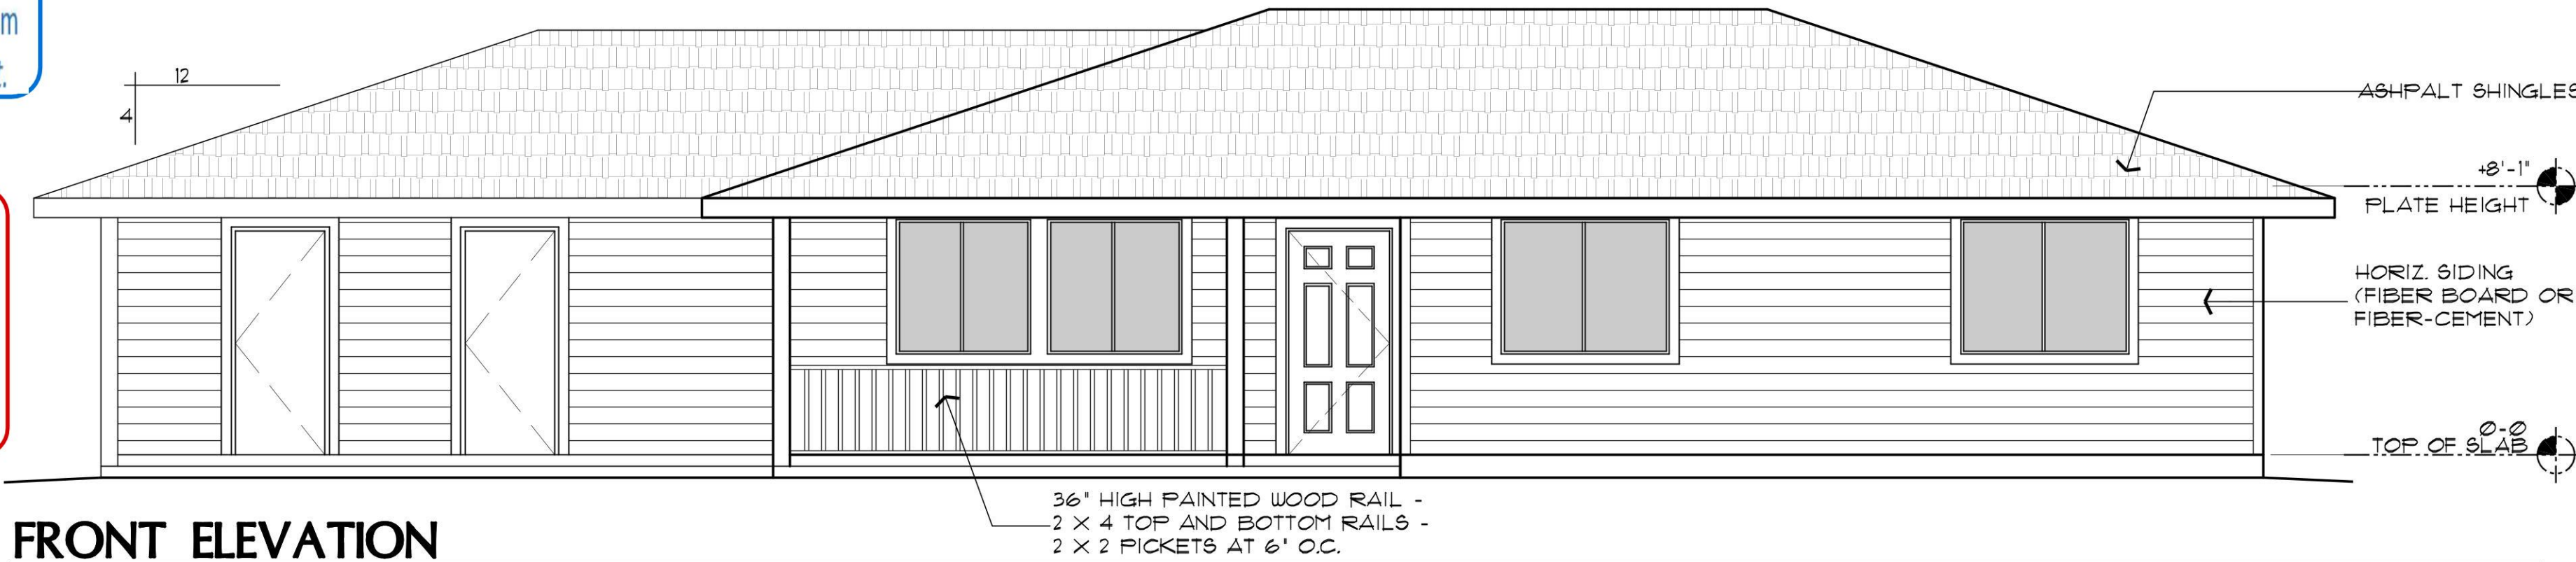 m
t.
12
4
ASHPALT SHINGLES
+8'-1"
PLATE HEIGHT
HORIZ. SIDING
(FIBER BOARD OR
FIBER-CEMENT)
0-0
TOP OF SLAB
36" HIGH PAINTED WOOD RAIL -
2 X 4 TOP AND BOTTOM RAILS -
2 X 2 PICKETS AT 6" O.C.
FRONT ELEVATION